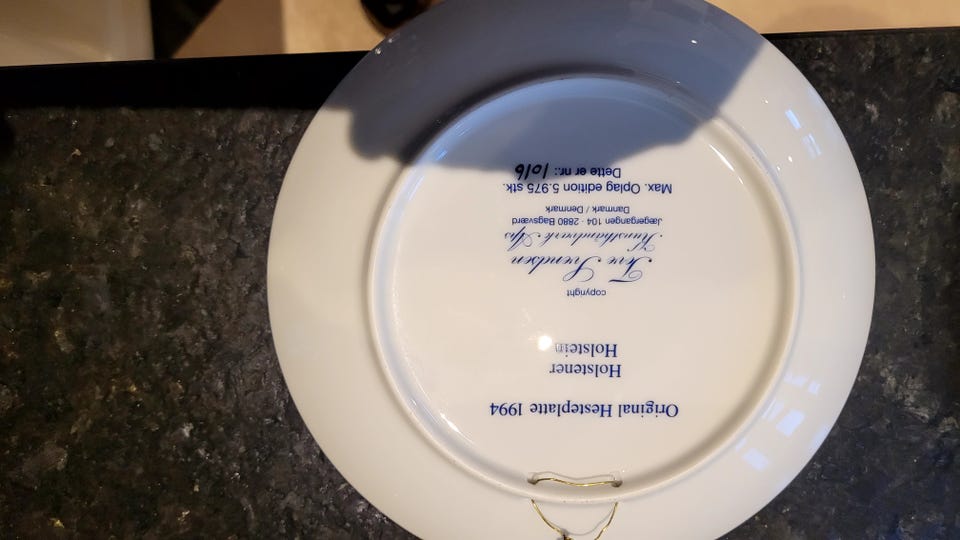 Original Hesteplatte 1994
Holstener
Holstein
copyright
Tove Svendsen
Kunsthåndværk Aps
Jægergangen 104 · 2880 Bagsværd
Danmark / Denmark
Max. Oplag edition 5.975 stk.
Dette er nr.: 1016